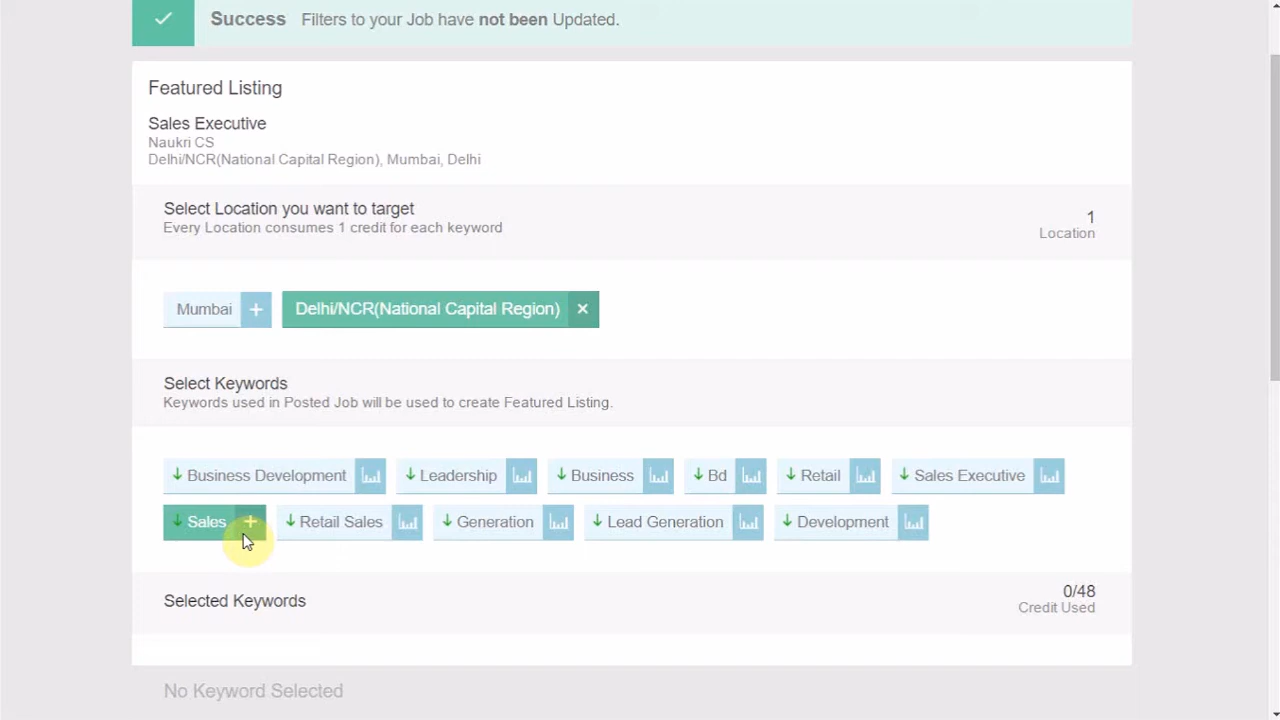 Success Filters to your Job have not been Updated.
Featured Listing
Sales Executive
Naukri CS
Delhi/NCR(National Capital Region), Mumbai, Delhi
Select Location you want to target
Every Location consumes 1 credit for each keyword
1
Location
Mumbai + Delhi/NCR(National Capital Region) ×
Select Keywords
Keywords used in Posted Job will be used to create Featured Listing.
Business Development Leadership Business Bd Retail Sales Executive
Sales + Retail Sales Generation Lead Generation Development
Selected Keywords
0/48
Credit Used
No Keyword Selected